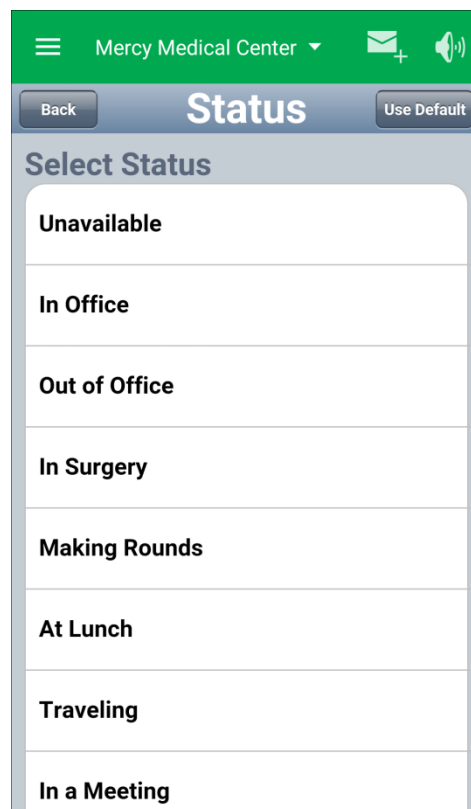 Mercy Medical Center
Back Status Use Default
Select Status
Unavailable
In Office
Out of Office
In Surgery
Making Rounds
At Lunch
Traveling
In a Meeting